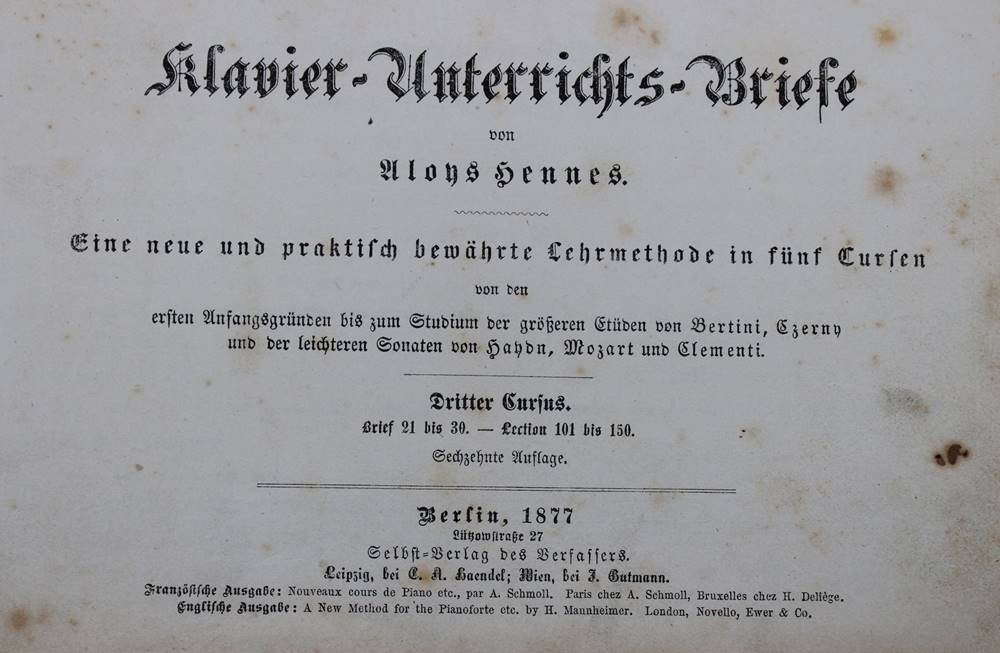 Klavier-Unterrichts-Briefe
von
Aloys Hennes.
Eine neue und praktisch bewährte Lehrmethode in fünf Cursen
von den
ersten Anfangsgründen bis zum Studium der größeren Etüden von Bertini, Czerny
und der leichteren Sonaten von Haydn, Mozart und Clementi.
Dritter Cursus.
Brief 21 bis 30. — Lection 101 bis 150.
Sechzehnte Auflage.
Berlin, 1877
Lützowstraße 27
Selbst-Verlag des Verfassers.
Leipzig, bei C. A. Haendel; Wien, bei J. Gutmann.
Französische Ausgabe: Nouveaux cours de Piano etc., par A. Schmoll. Paris chez A. Schmoll, Bruxelles chez H. Deliège.
Englische Ausgabe: A New Method for the Pianoforte etc. by H. Mannheimer. London, Novello, Ewer & Co.